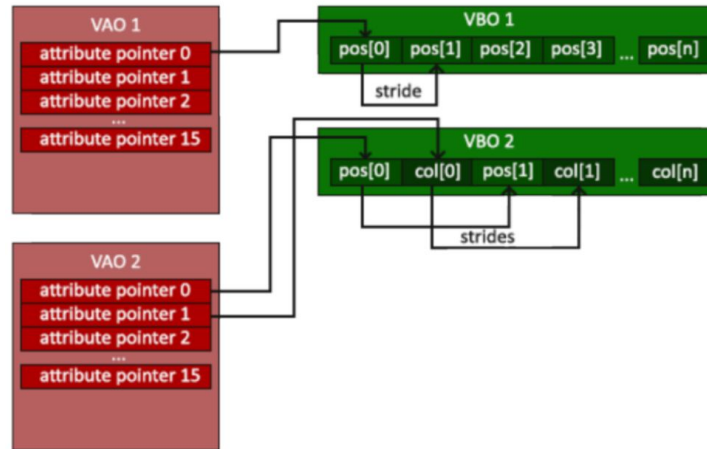 VAO 1
attribute pointer 0
attribute pointer 1
attribute pointer 2
...
attribute pointer 15
VBO 1
pos[0] pos[1] pos[2] pos[3] ... pos[n]
stride
VBO 2
pos[0] col[0] pos[1] col[1] ... col[n]
strides
VAO 2
attribute pointer 0
attribute pointer 1
attribute pointer 2
...
attribute pointer 15